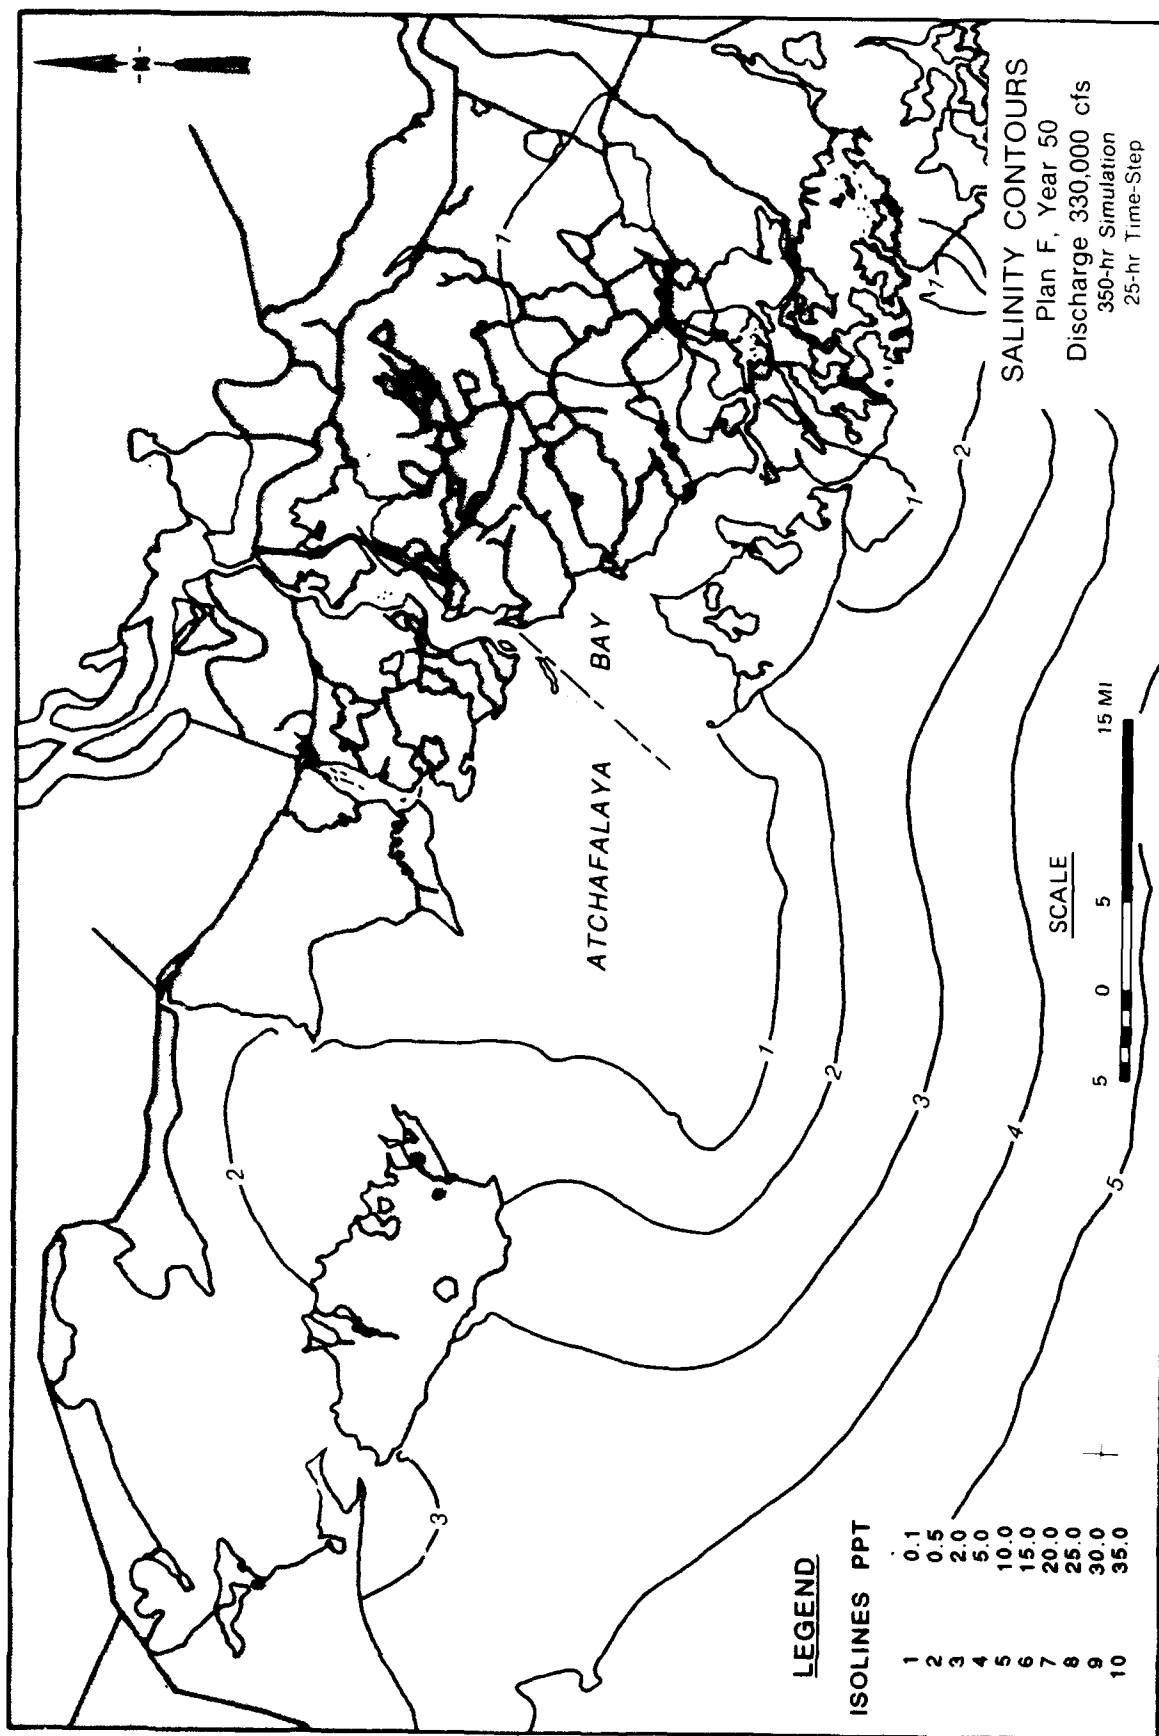 N
ATCHAFALAYA BAY
1
1
1
1
2
2
2
3
3
4
5
SALINITY CONTOURS
Plan F, Year 50
Discharge 330,000 cfs
350-hr Simulation
25-hr Time-Step
SCALE
5 0 5 15 MI
LEGEND
ISOLINES PPT
1 0.1
2 0.5
3 2.0
4 5.0
5 10.0
6 15.0
7 20.0
8 25.0
9 30.0
10 35.0